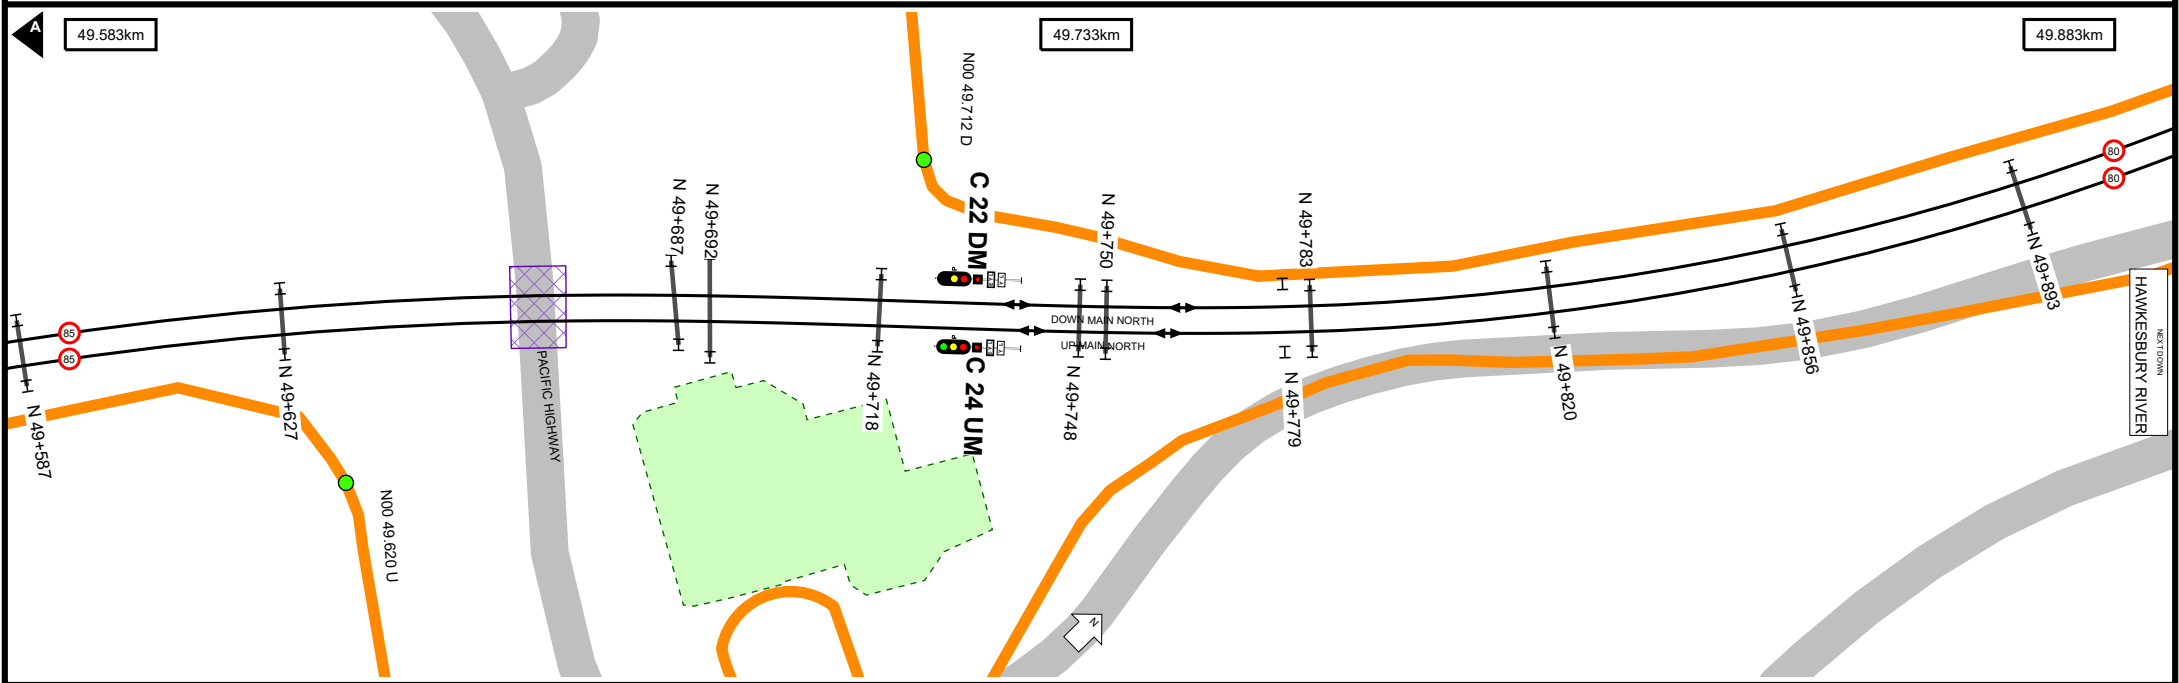 A
49.583km
49.733km
49.883km
N00 49.712 D
C 22 DM
N 49+687
N 49+692
N 49+750
N 49+783
80
80
85
85
DOWN MAIN NORTH
UP MAIN NORTH
N 49+587
N 49+627
PACIFIC HIGHWAY
N 49+718
C 24 UM
N 49+748
N 49+779
N 49+820
N 49+856
N 49+893
NEXT DOWN
HAWKESBURY RIVER
N00 49.620 U
N